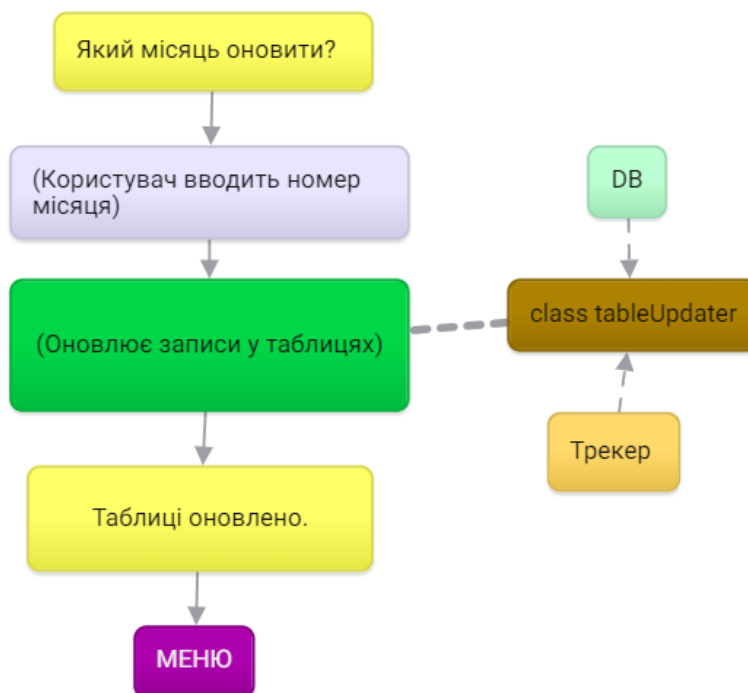 Який місяць оновити?
(Користувач вводить номер
місяця)
DB
(Оновлює записи у таблицях)
class tableUpdater
Трекер
Таблиці оновлено.
МЕНЮ